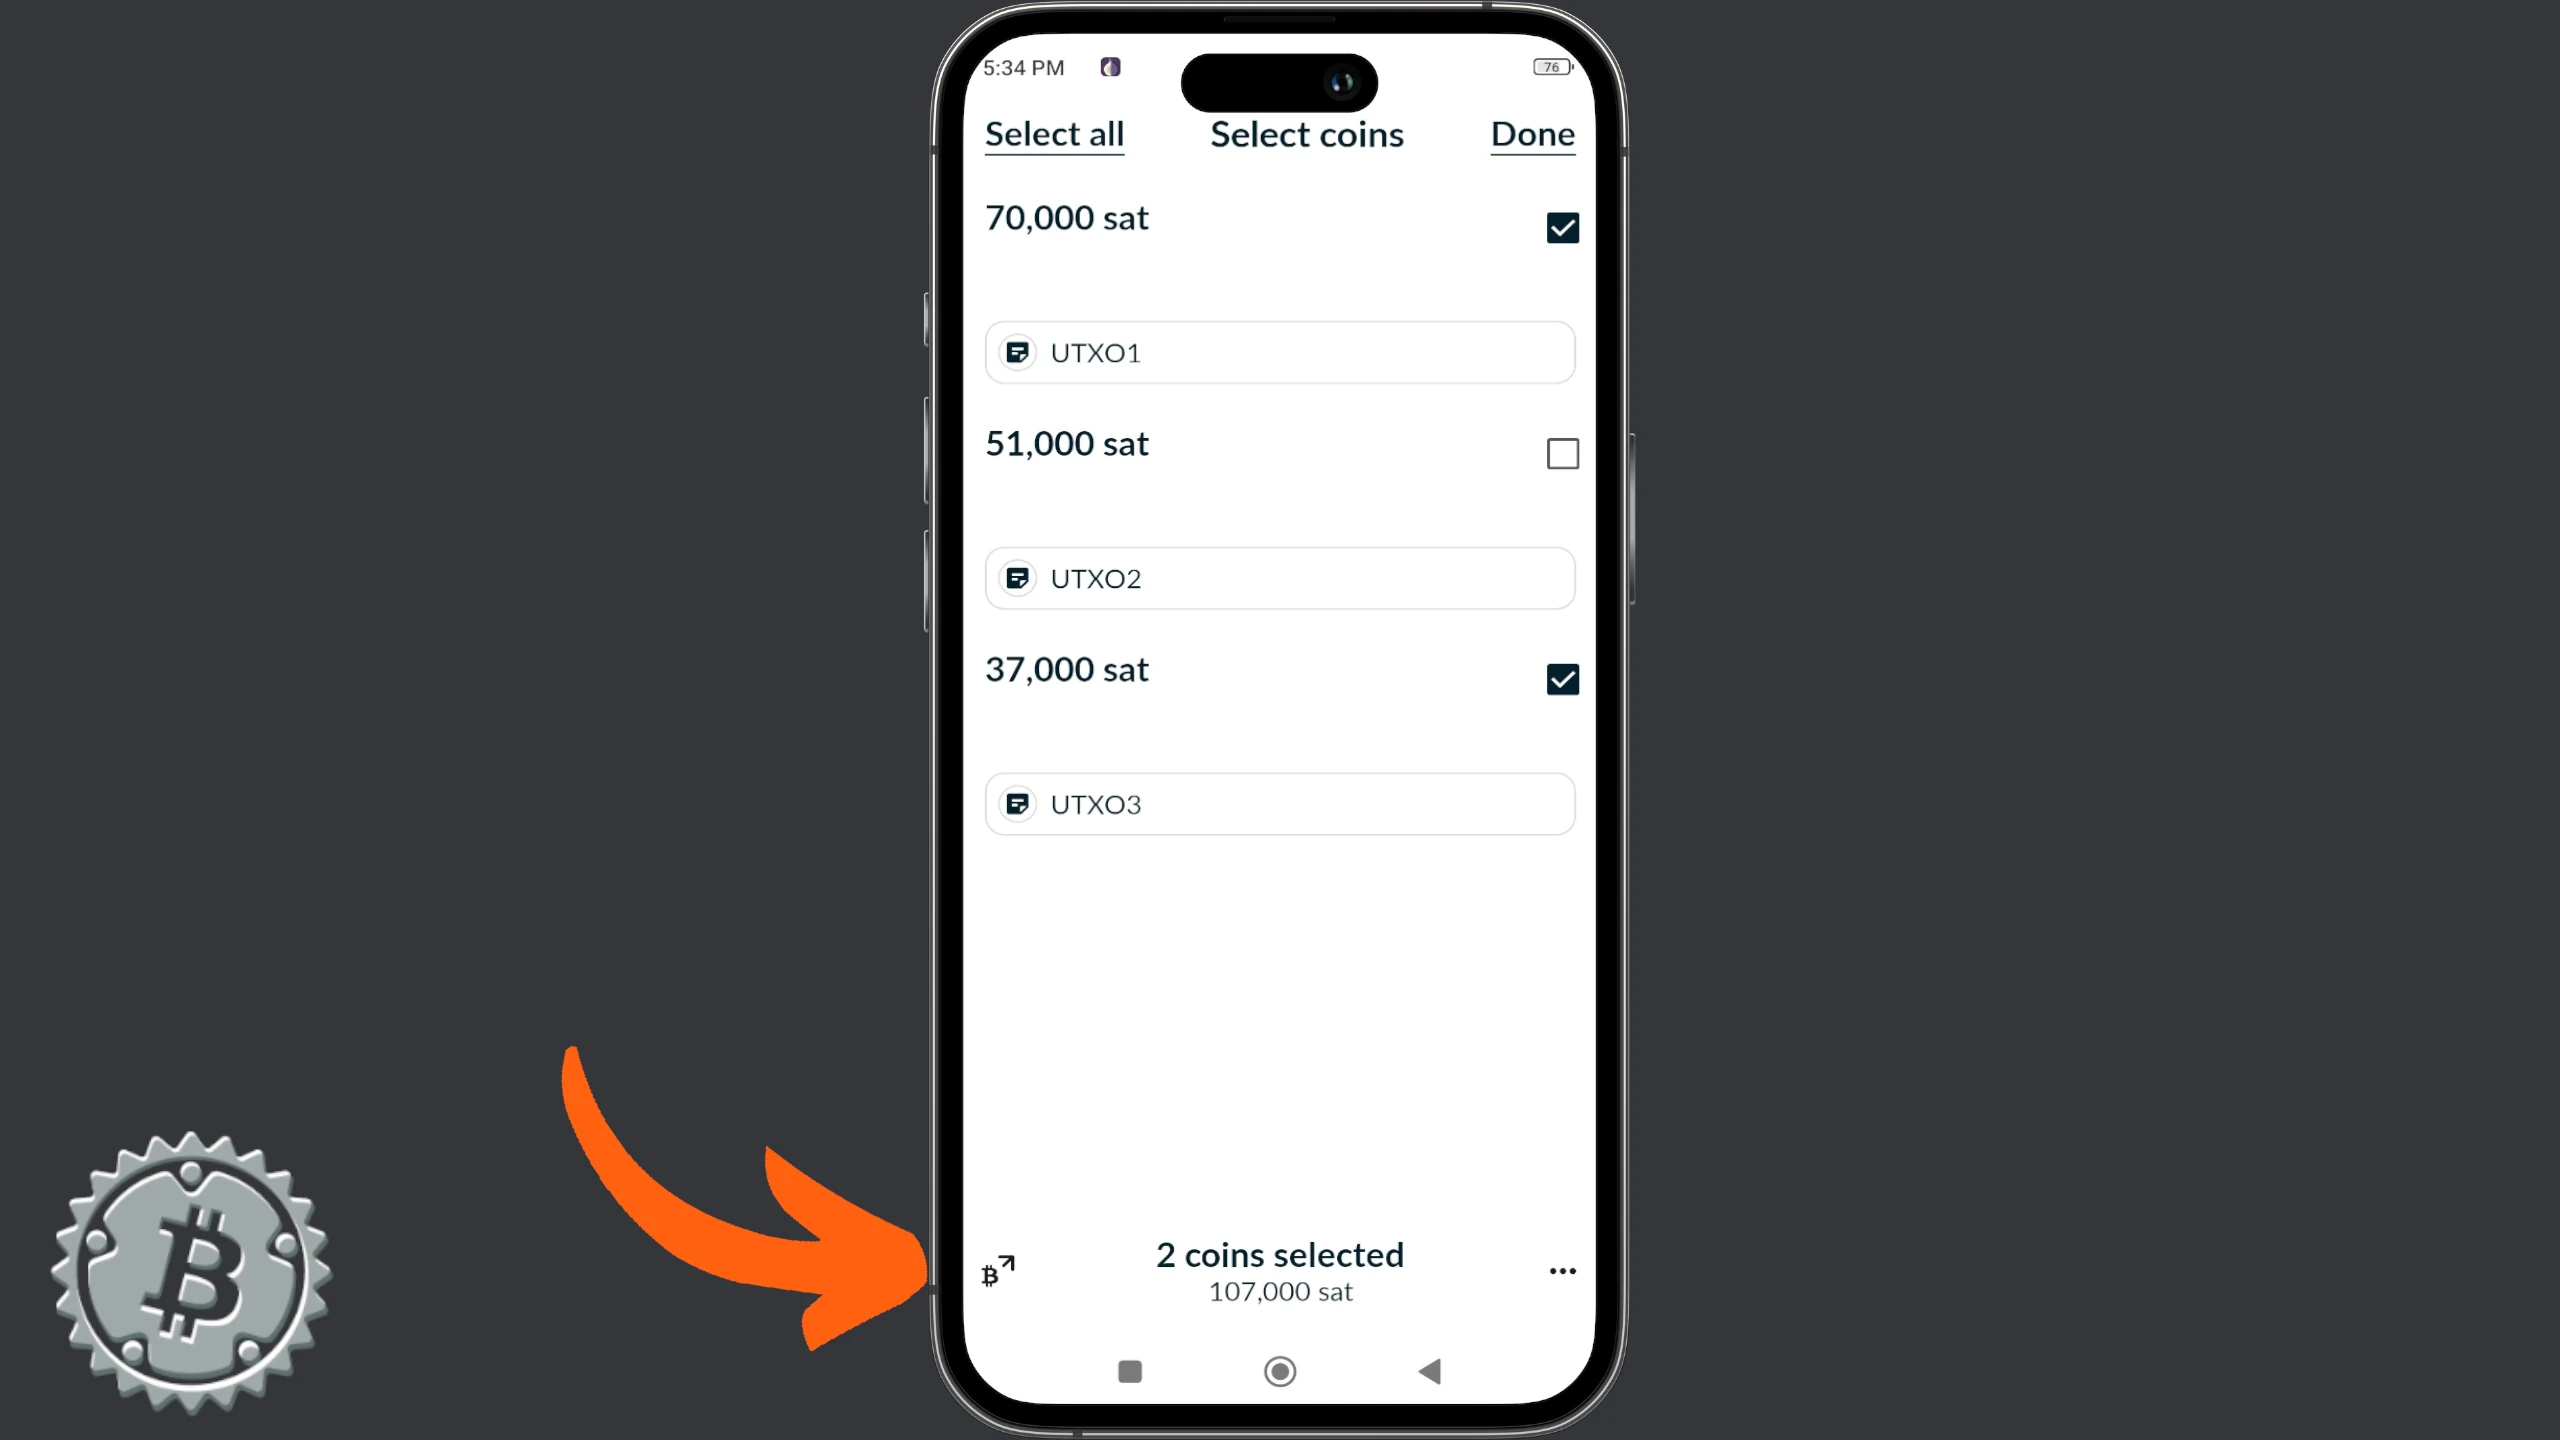 5:34 PM
76
Select all
Select coins
Done
70,000 sat
UTXO1
51,000 sat
UTXO2
37,000 sat
UTXO3
2 coins selected
107,000 sat